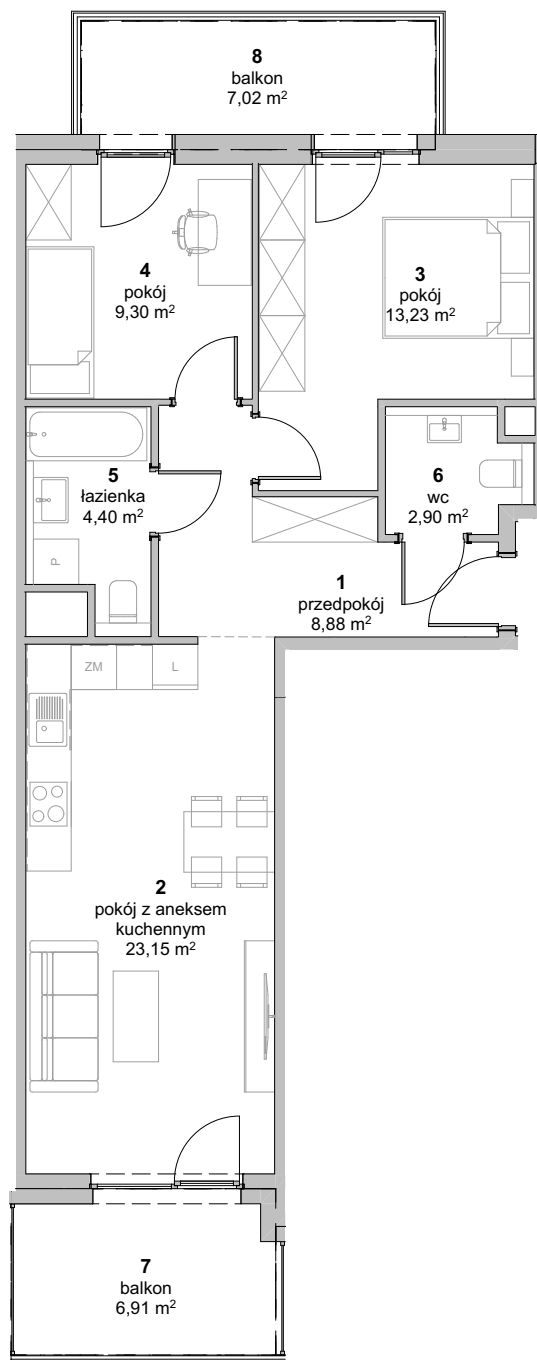 8
balkon
7,02 m²
4
pokój
9,30 m²
3
pokój
13,23 m²
5
łazienka
4,40 m²
6
wc
2,90 m²
P
1
przedpokój
8,88 m²
ZM
L
2
pokój z aneksem
kuchennym
23,15 m²
7
balkon
6,91 m²